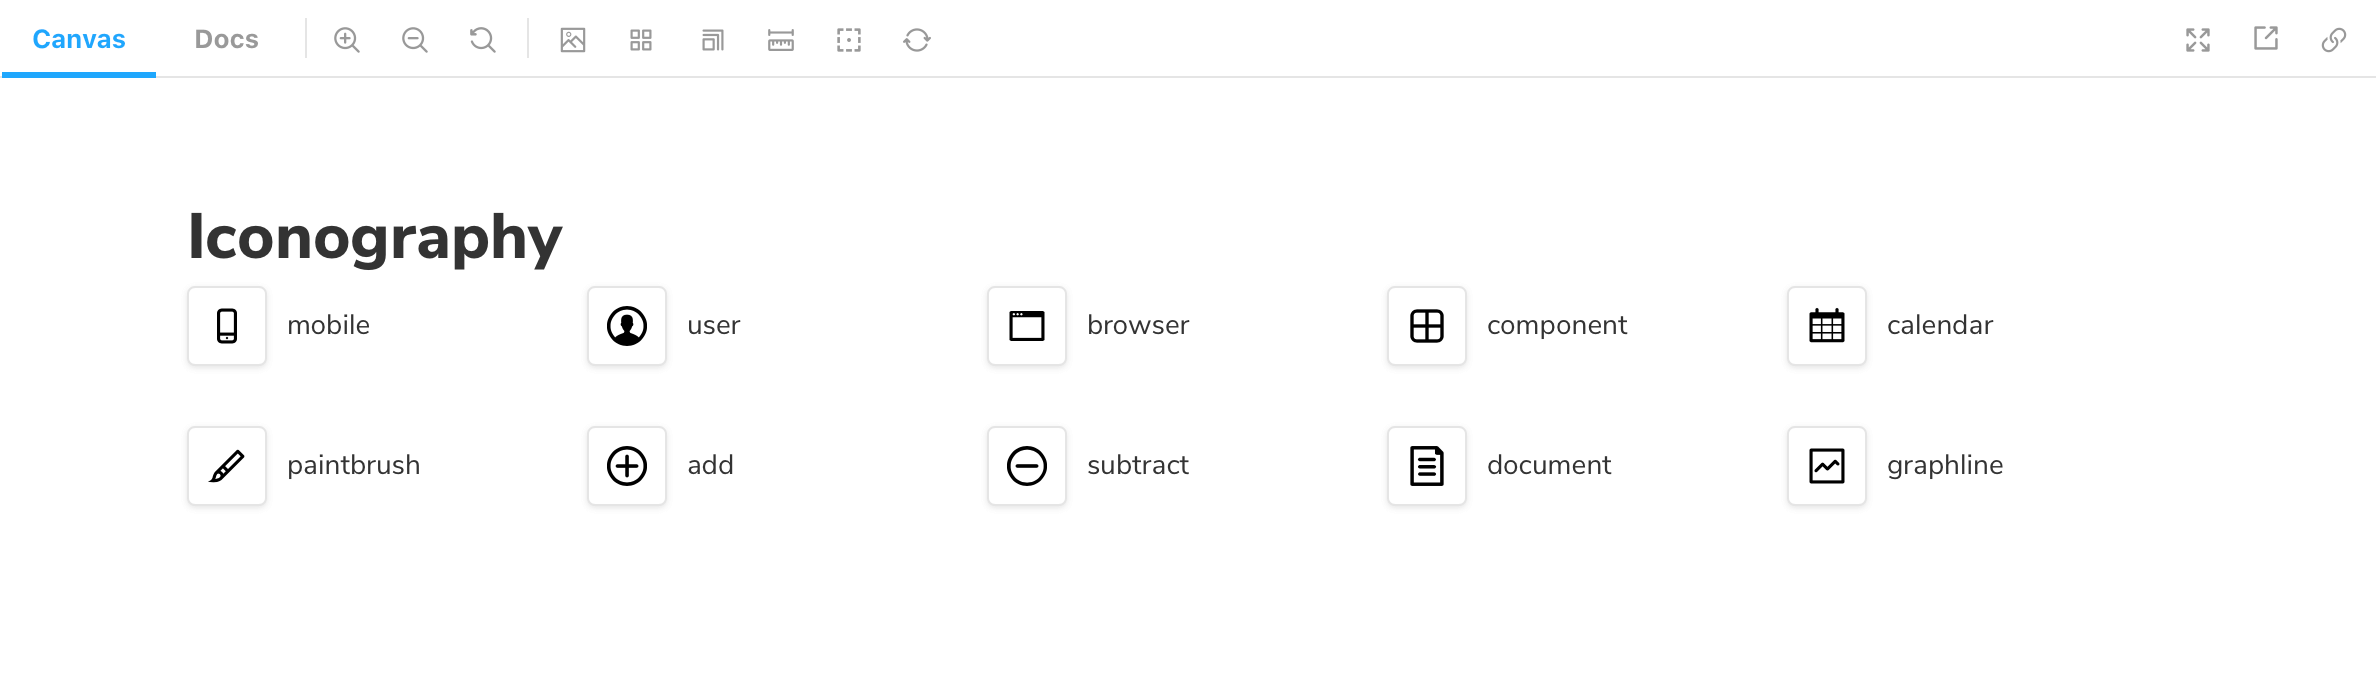 Canvas Docs
Iconography
mobile user browser component calendar
paintbrush add subtract document graphline